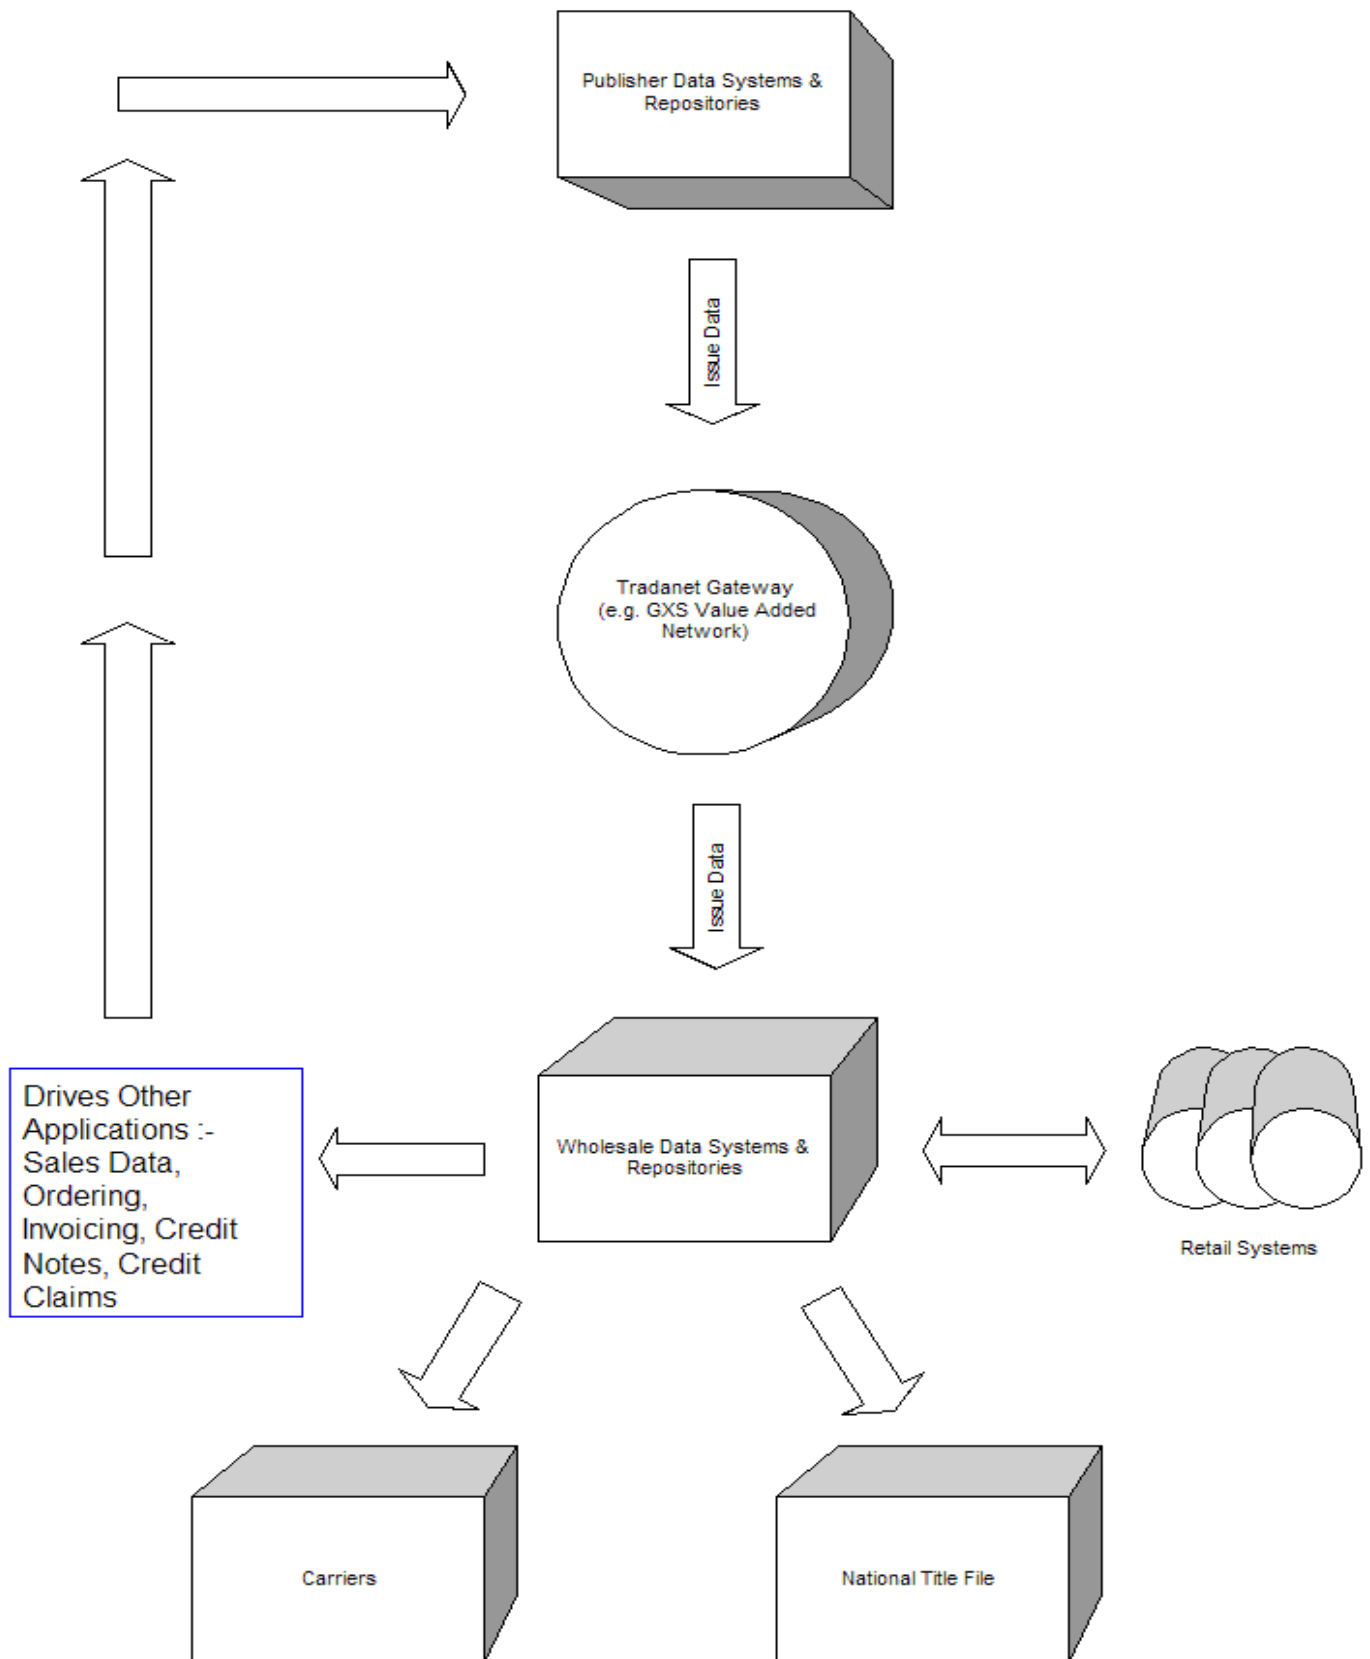 Publisher Data Systems &
Repositories
Issue Data
Tradanet Gateway
(e.g. GXS Value Added
Network)
Issue Data
Drives Other
Applications :-
Sales Data,
Ordering,
Invoicing, Credit
Notes, Credit
Claims
Wholesale Data Systems &
Repositories
Retail Systems
Carriers
National Title File